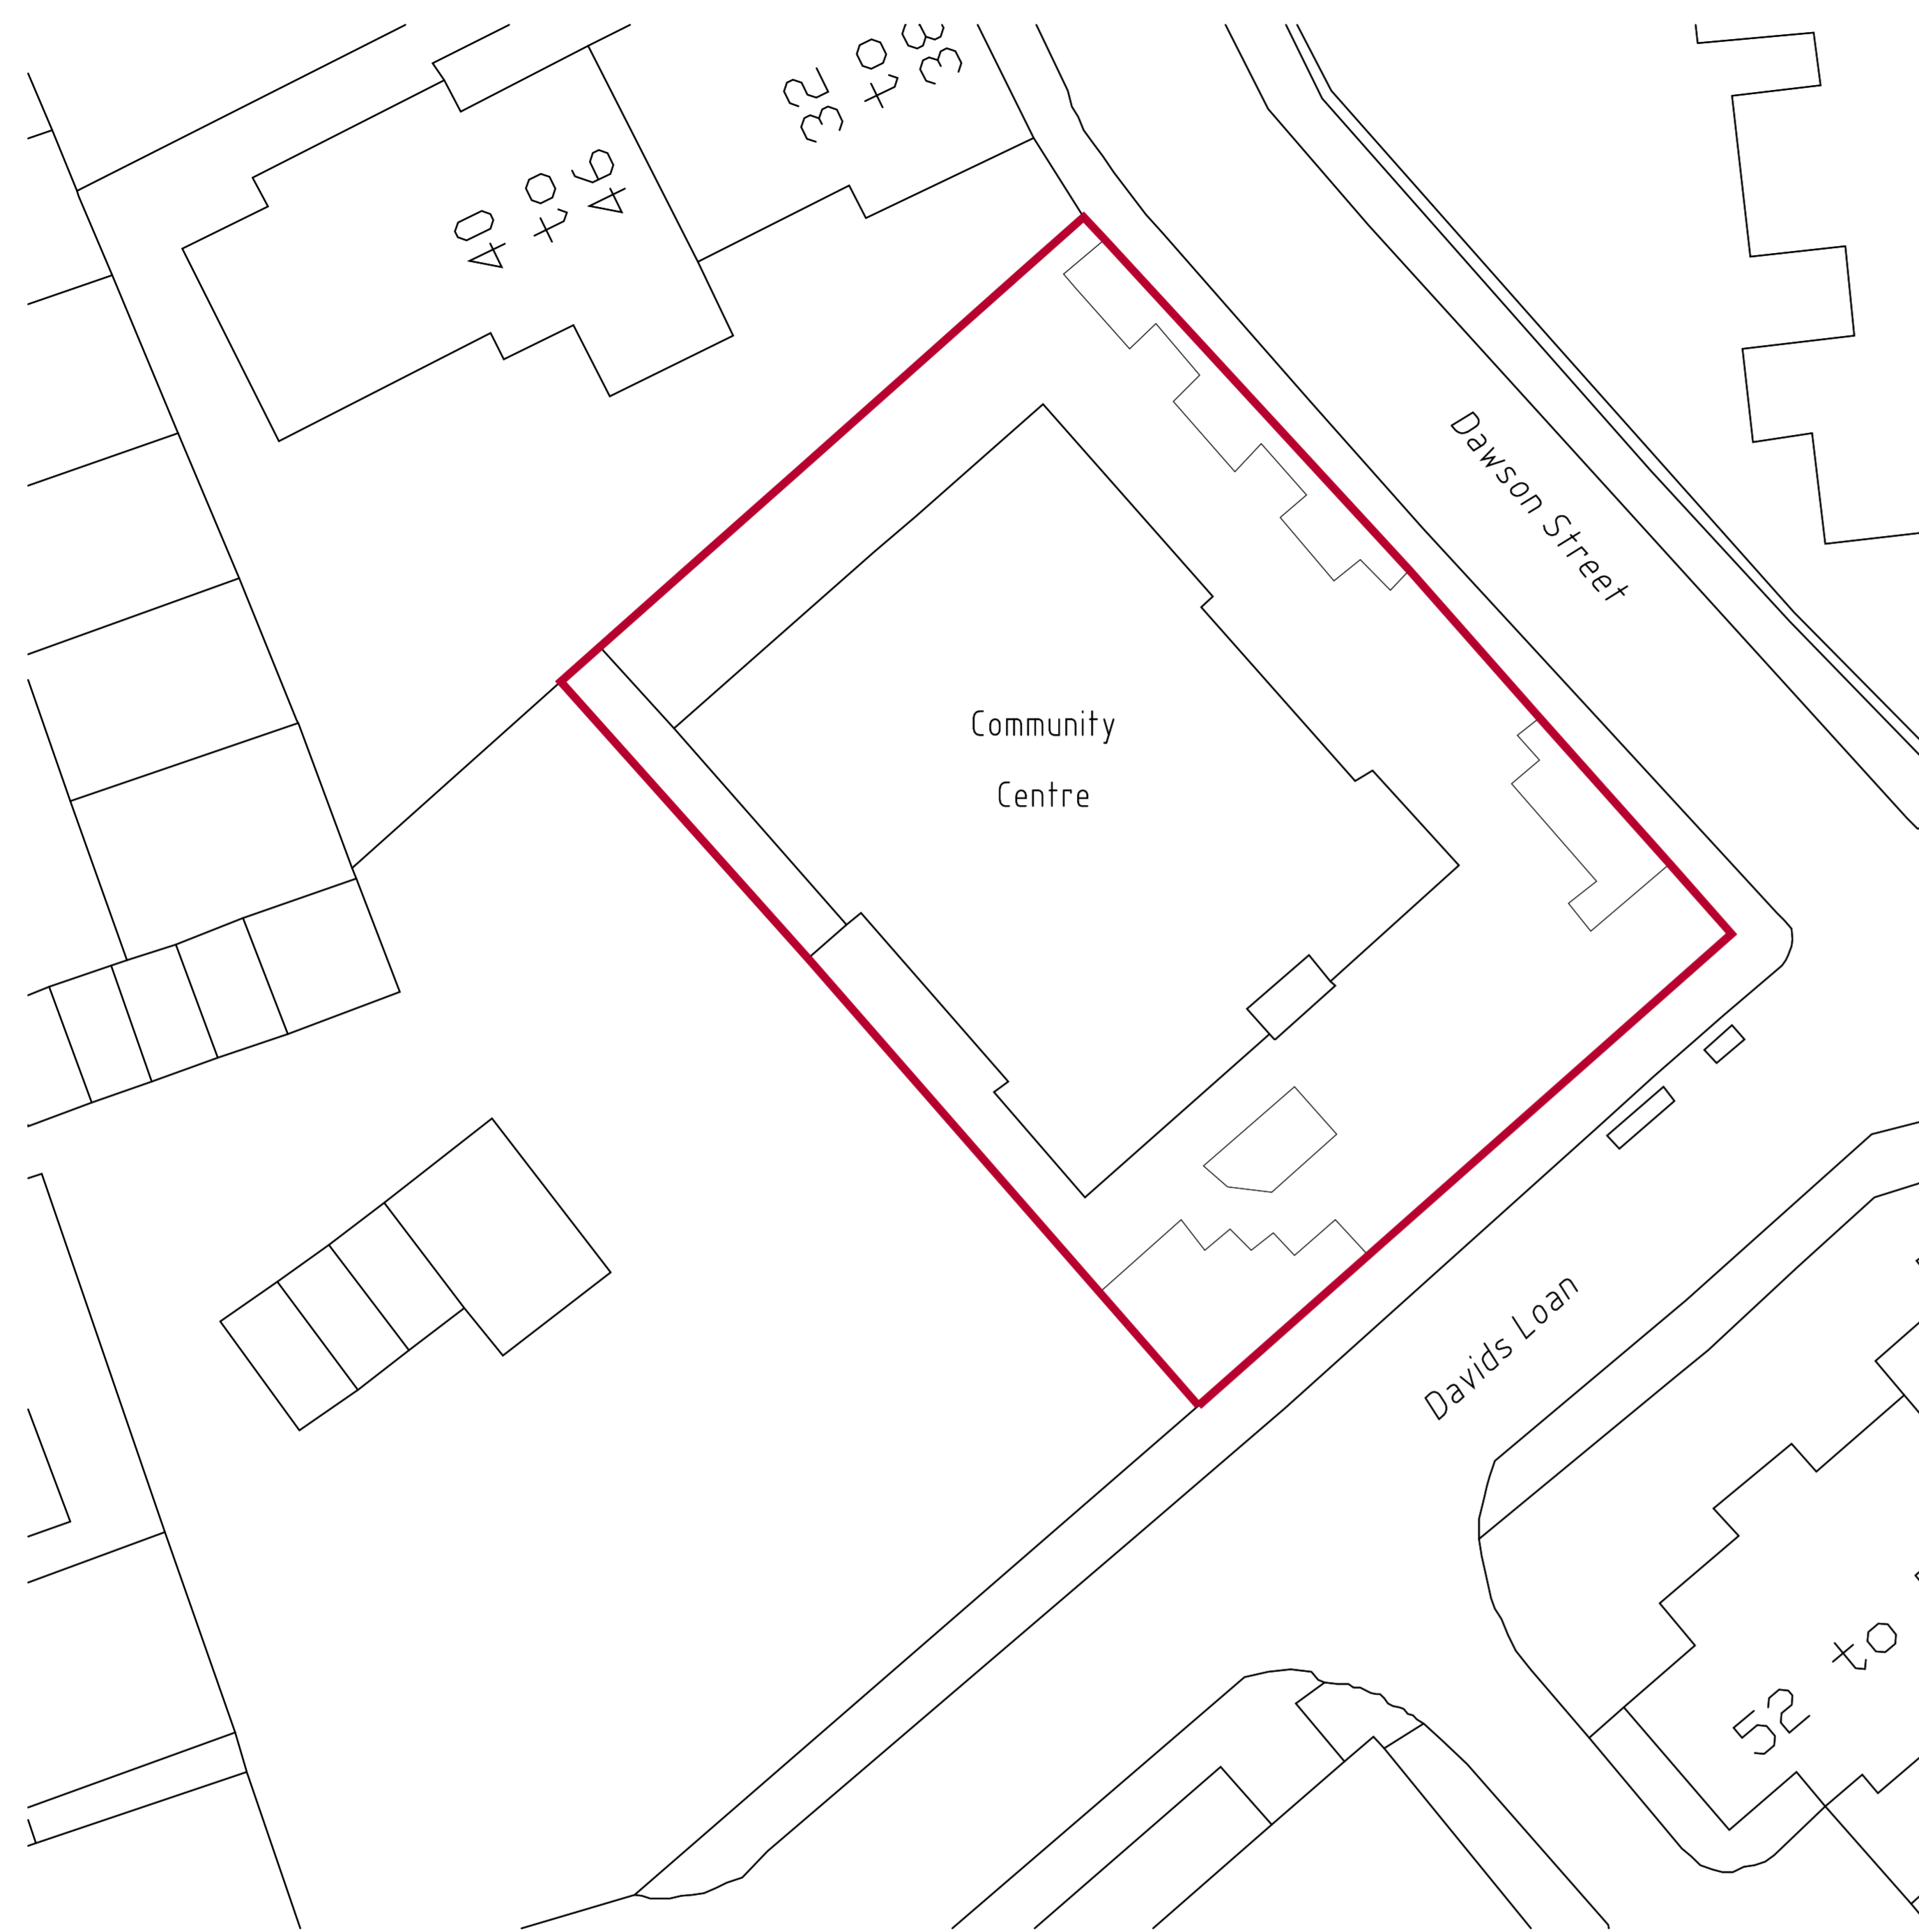 32
to
38
40
to
46
Dawson Street
Community
Centre
Davids Loan
52
to